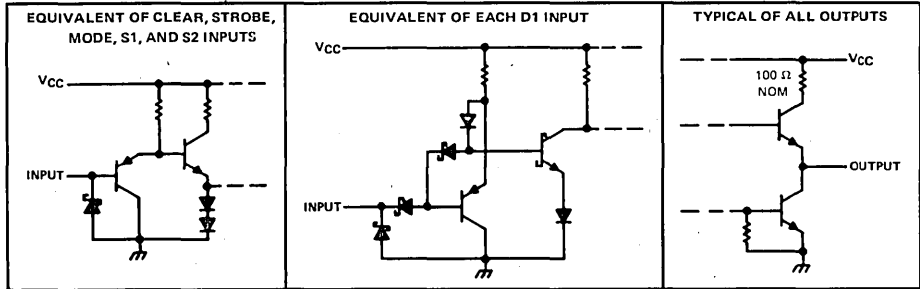 EQUIVALENT OF CLEAR, STROBE,
MODE, S1, AND S2 INPUTS
VCC
INPUT
EQUIVALENT OF EACH D1 INPUT
VCC
INPUT
TYPICAL OF ALL OUTPUTS
VCC
100 Ω
NOM
OUTPUT